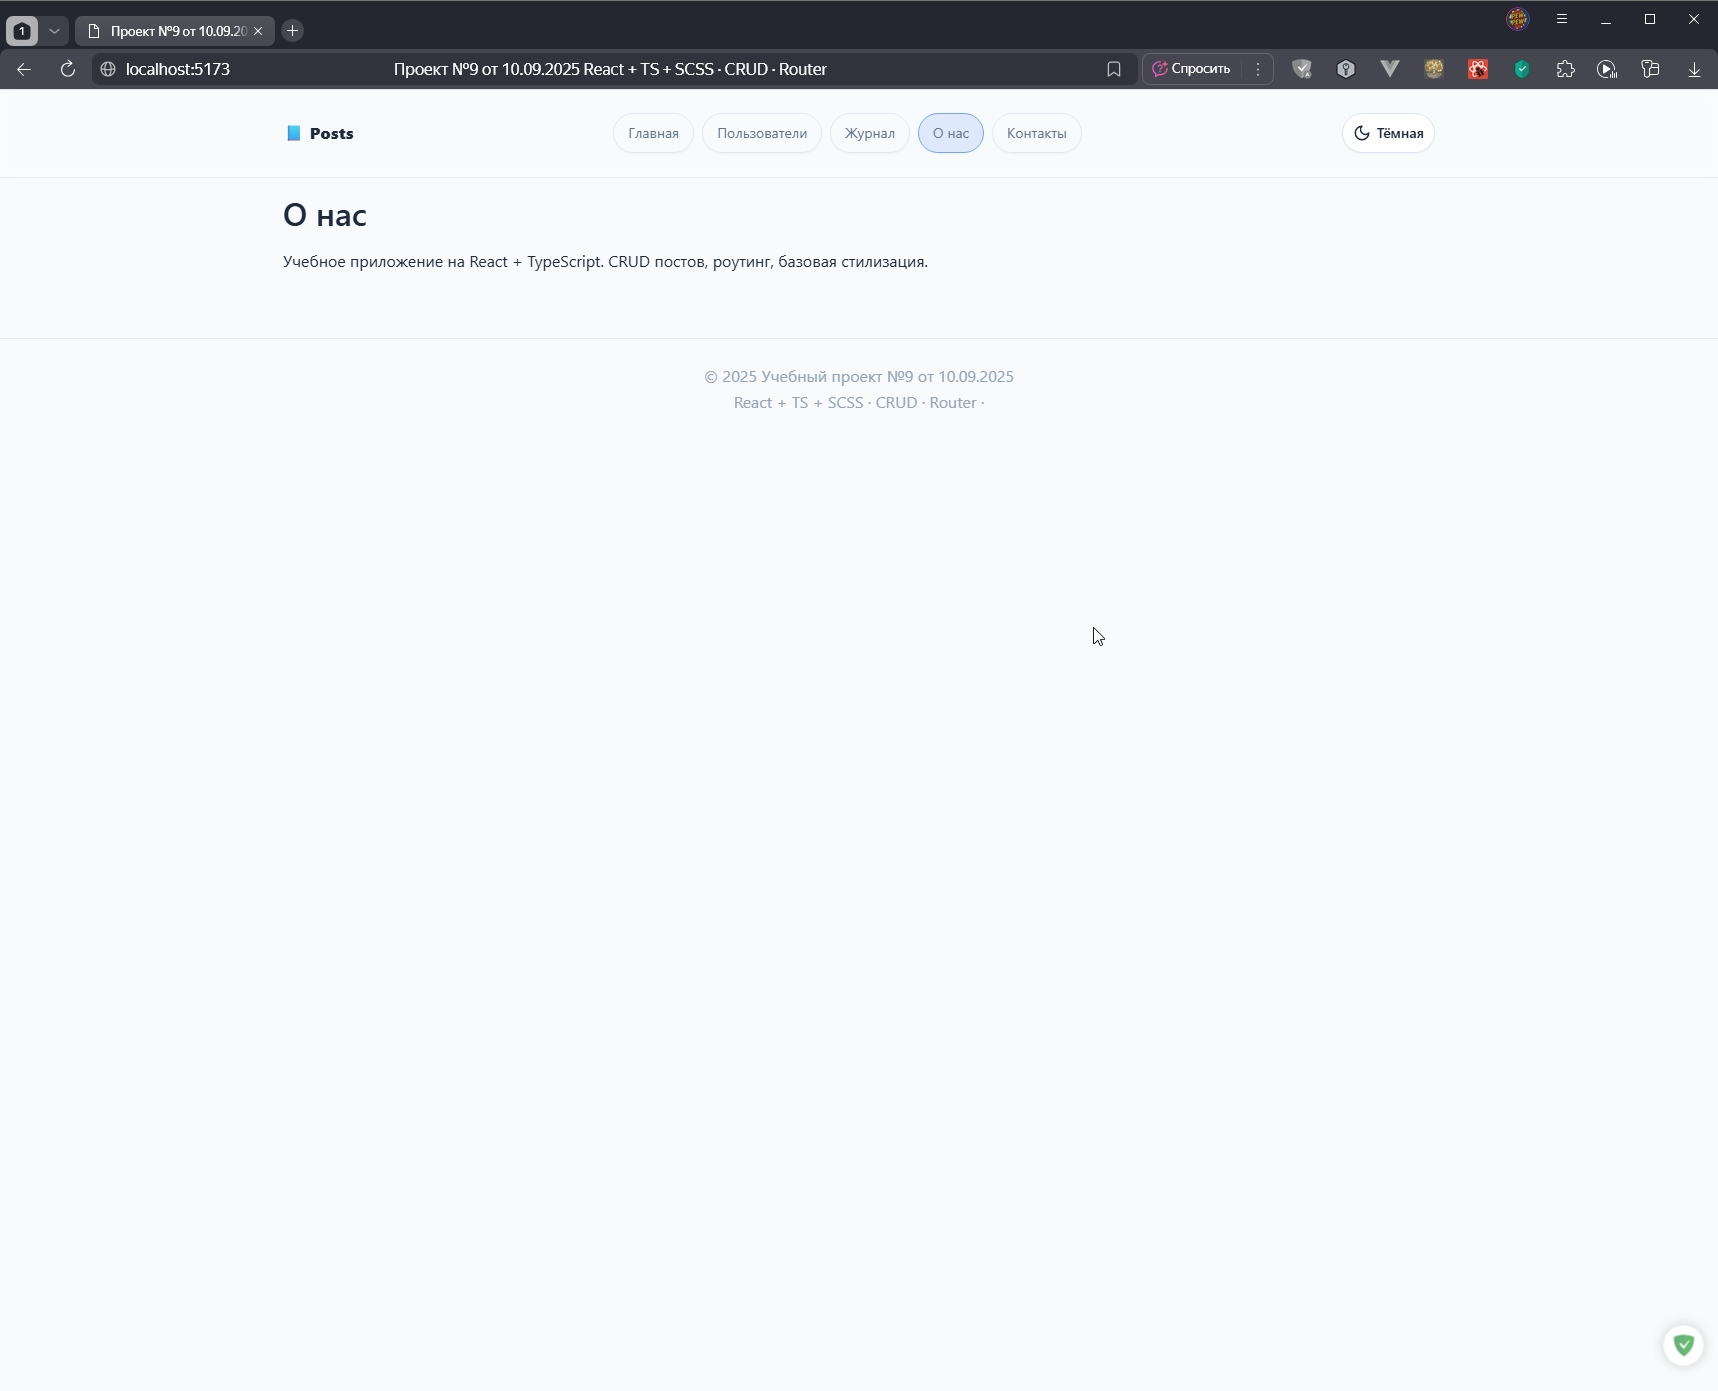 1
Проект №9 от 10.09.20
localhost:5173
Проект №9 от 10.09.2025 React + TS + SCSS · CRUD · Router
Спросить
Posts
Главная
Пользователи
Журнал
О нас
Контакты
Тёмная
О нас
Учебное приложение на React + TypeScript. CRUD постов, роутинг, базовая стилизация.
© 2025 Учебный проект №9 от 10.09.2025
React + TS + SCSS · CRUD · Router ·